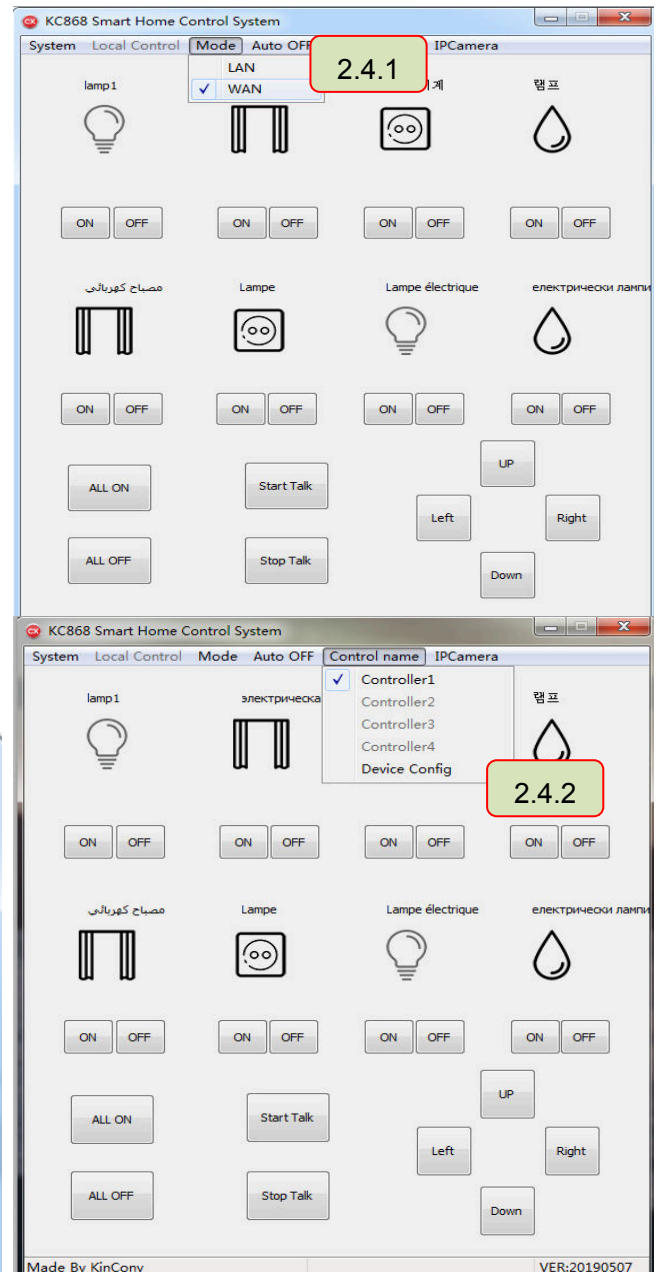 KC868 Smart Home Control System
System Local Control Mode Auto OFF IPCamera
LAN
WAN
2.4.1
lamp1 램프
ON OFF ON OFF ON OFF ON OFF
مصباح كهربائى Lampe Lampe électrique електрически лампи
ON OFF ON OFF ON OFF ON OFF
UP
ALL ON Start Talk
Left Right
ALL OFF Stop Talk
Down
KC868 Smart Home Control System
System Local Control Mode Auto OFF Control name IPCamera
Controller1
Controller2
Controller3
Controller4
Device Config
2.4.2
lamp1 электрическа 램프
ON OFF ON OFF ON OFF ON OFF
مصباح كهربائى Lampe Lampe électrique електрически лампи
ON OFF ON OFF ON OFF ON OFF
UP
ALL ON Start Talk
Left Right
ALL OFF Stop Talk
Down
Made By KinCony VER:20190507